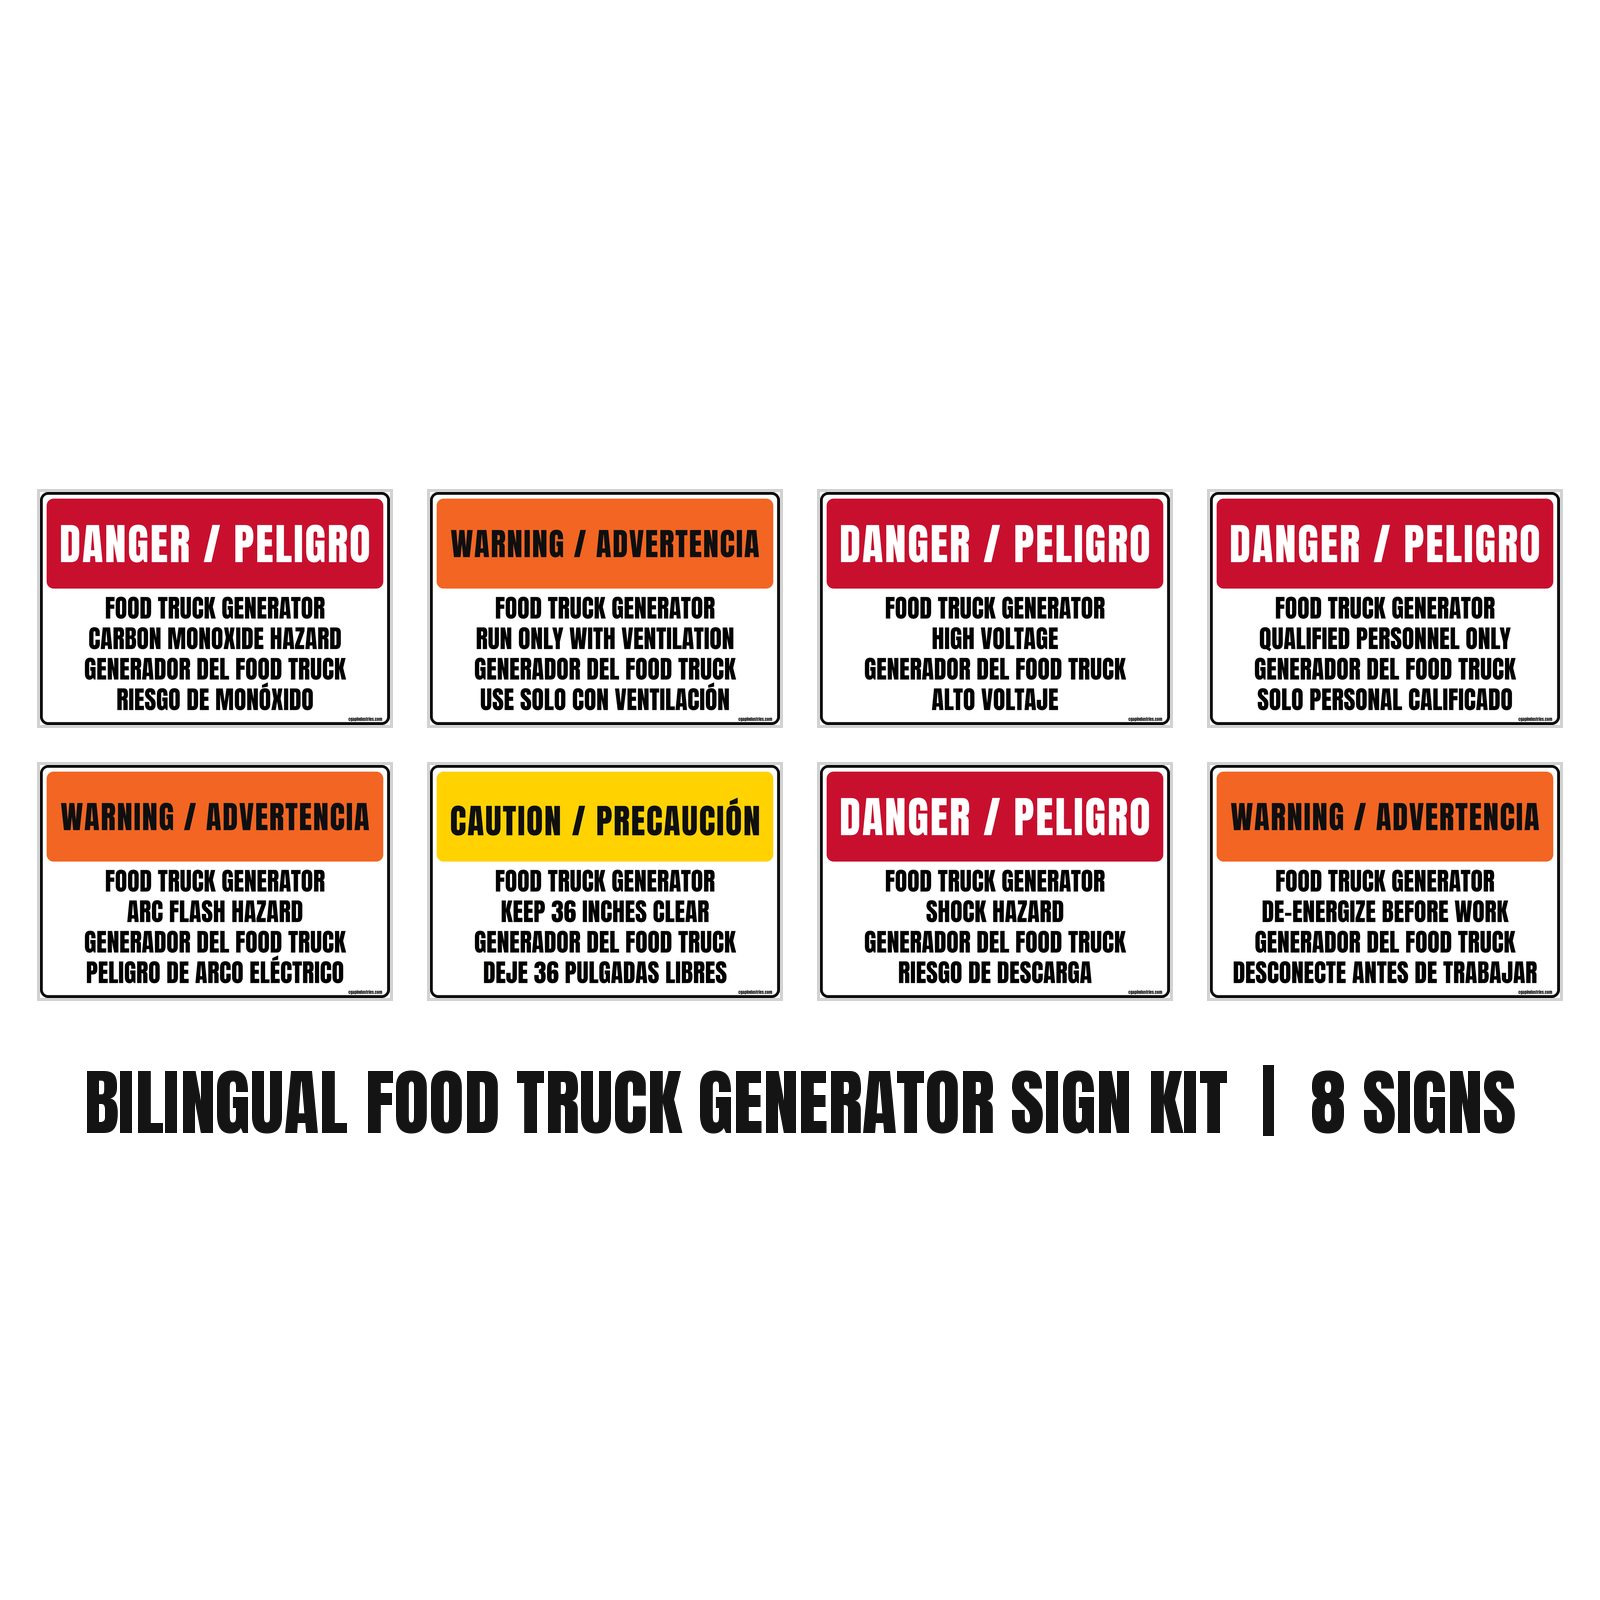 DANGER / PELIGRO
FOOD TRUCK GENERATOR
CARBON MONOXIDE HAZARD
GENERADOR DEL FOOD TRUCK
RIESGO DE MONÓXIDO
WARNING / ADVERTENCIA
FOOD TRUCK GENERATOR
RUN ONLY WITH VENTILATION
GENERADOR DEL FOOD TRUCK
USE SOLO CON VENTILACIÓN
DANGER / PELIGRO
FOOD TRUCK GENERATOR
HIGH VOLTAGE
GENERADOR DEL FOOD TRUCK
ALTO VOLTAJE
DANGER / PELIGRO
FOOD TRUCK GENERATOR
QUALIFIED PERSONNEL ONLY
GENERADOR DEL FOOD TRUCK
SOLO PERSONAL CALIFICADO
WARNING / ADVERTENCIA
FOOD TRUCK GENERATOR
ARC FLASH HAZARD
GENERADOR DEL FOOD TRUCK
PELIGRO DE ARCO ELÉCTRICO
CAUTION / PRECAUCIÓN
FOOD TRUCK GENERATOR
KEEP 36 INCHES CLEAR
GENERADOR DEL FOOD TRUCK
DEJE 36 PULGADAS LIBRES
DANGER / PELIGRO
FOOD TRUCK GENERATOR
SHOCK HAZARD
GENERADOR DEL FOOD TRUCK
RIESGO DE DESCARGA
WARNING / ADVERTENCIA
FOOD TRUCK GENERATOR
DE-ENERGIZE BEFORE WORK
GENERADOR DEL FOOD TRUCK
DESCONECTE ANTES DE TRABAJAR
BILINGUAL FOOD TRUCK GENERATOR SIGN KIT | 8 SIGNS